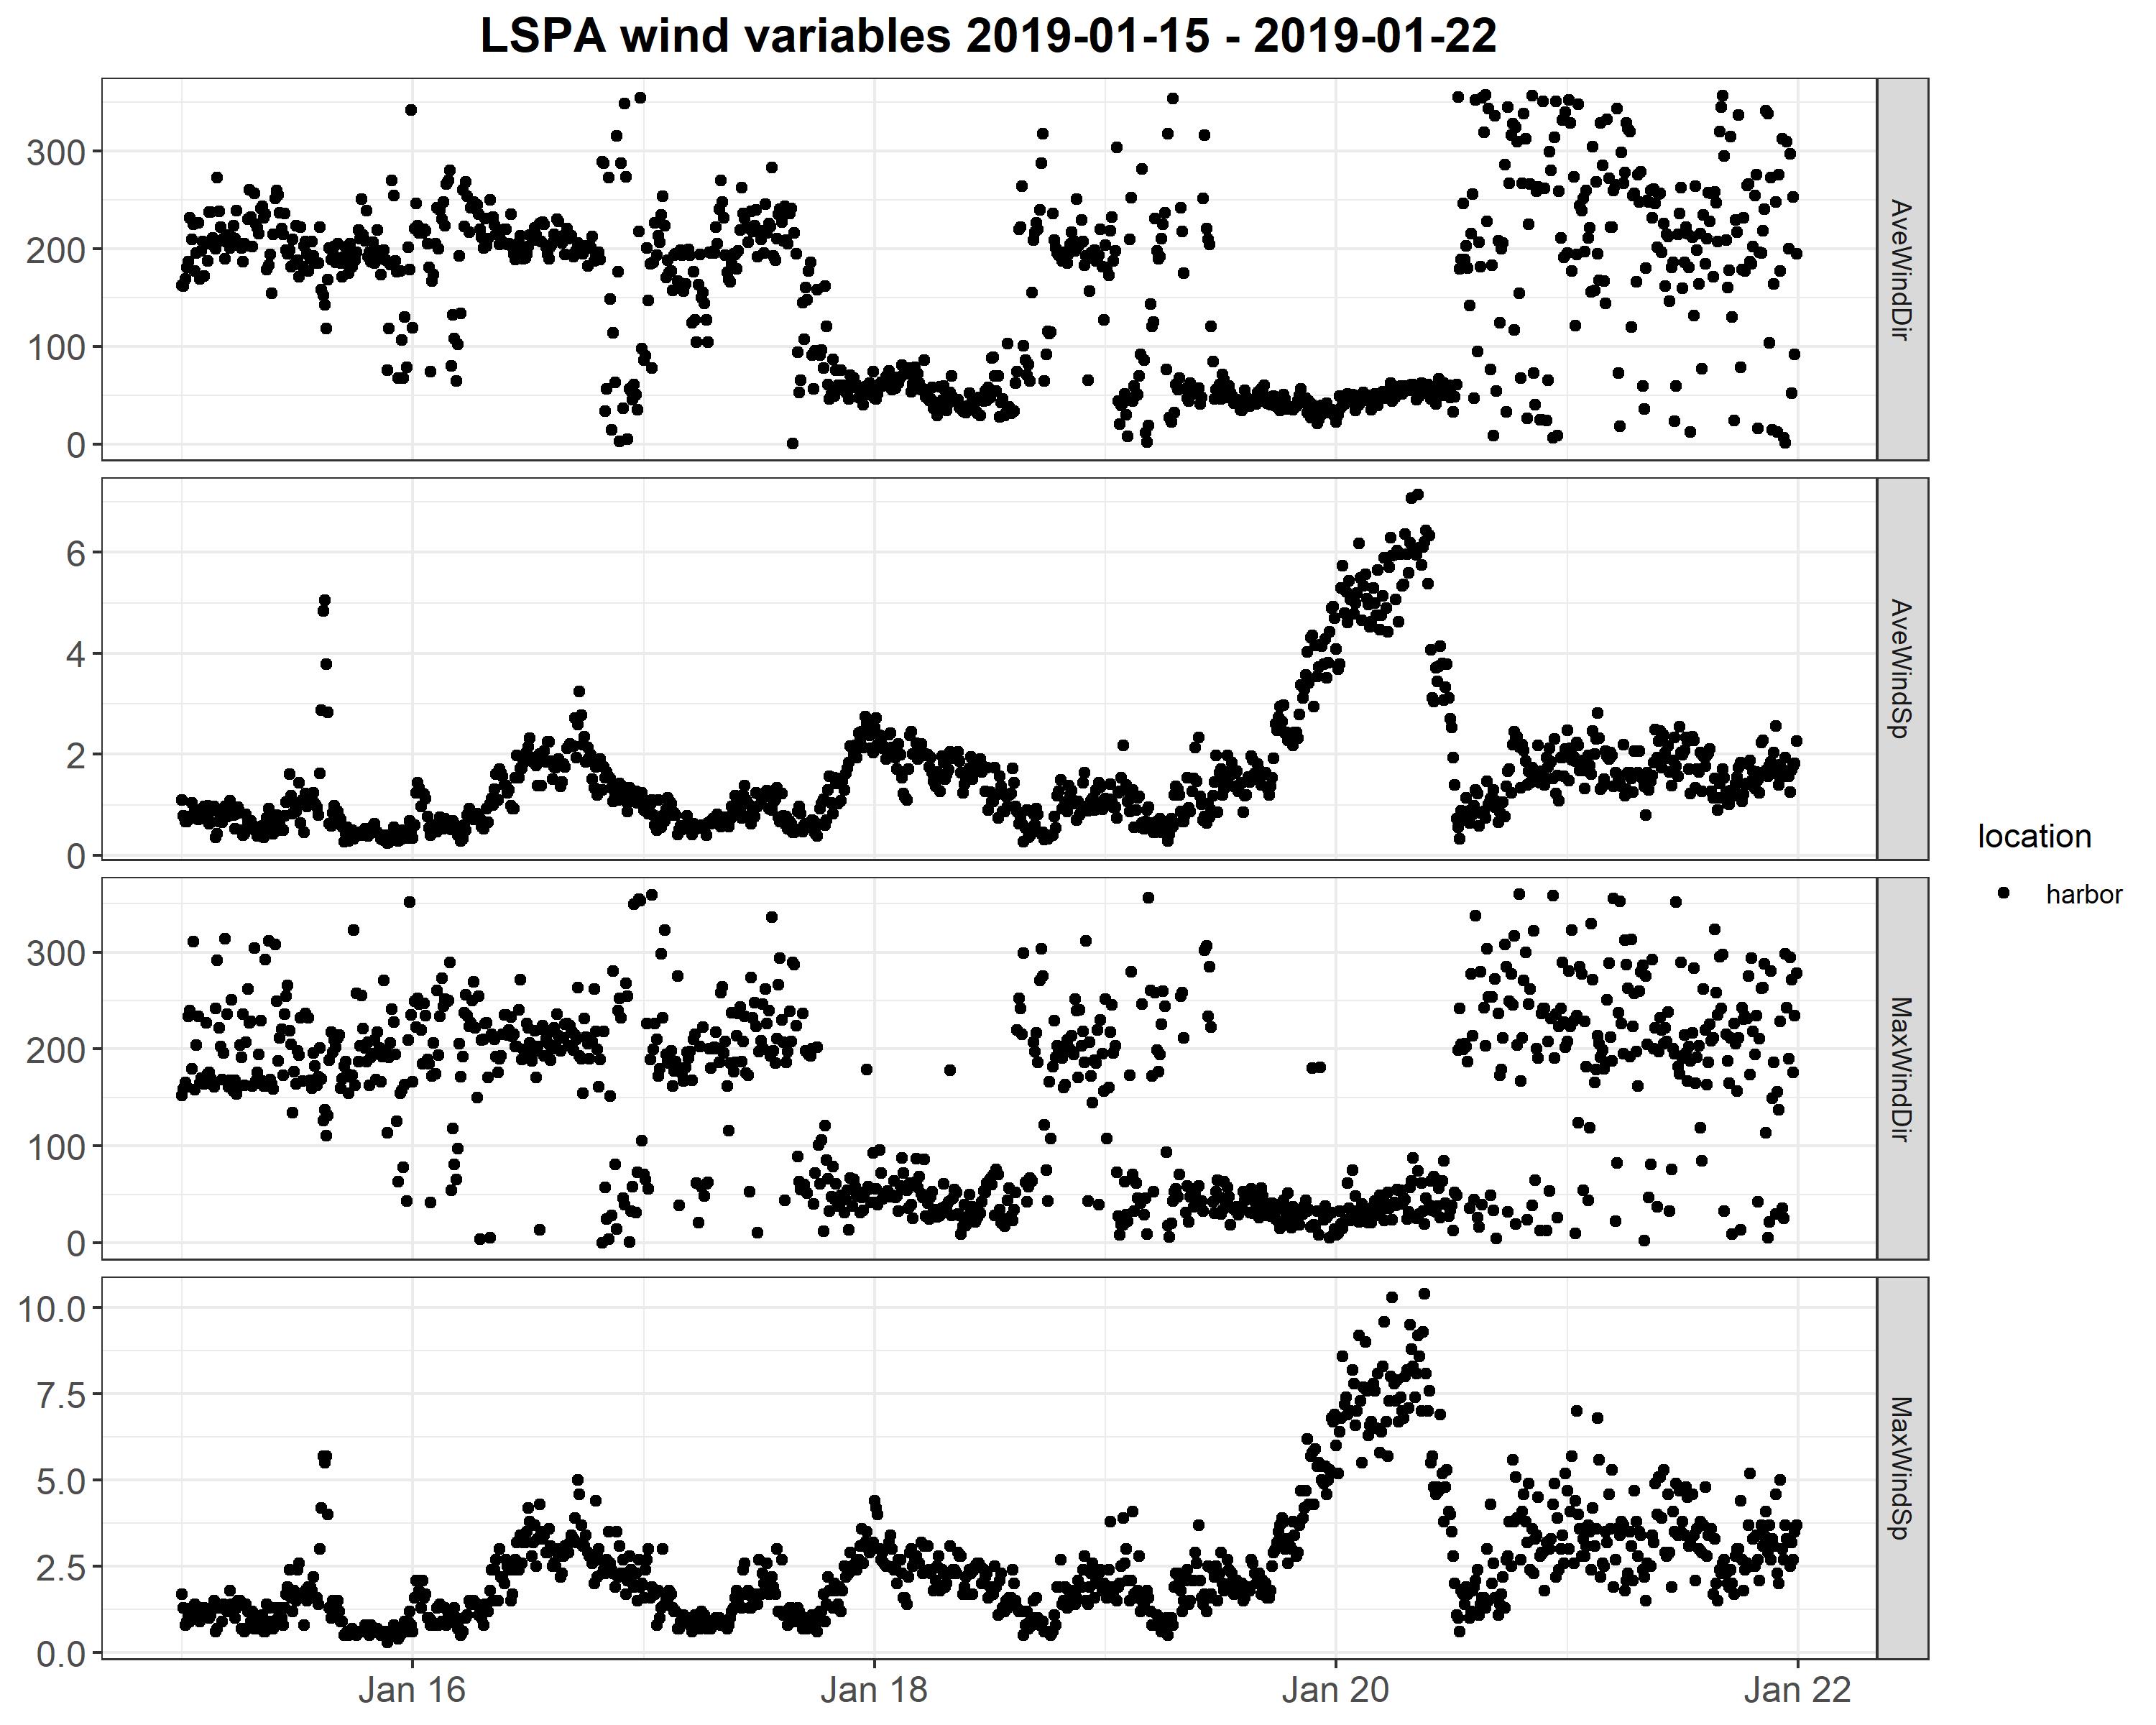 LSPA wind variables 2019-01-15 - 2019-01-22
300
200
100
0
AveWindDir
6
4
2
0
AveWindSp
300
200
100
0
MaxWindDir
10.0
7.5
5.0
2.5
0.0
MaxWindSp
Jan 16 Jan 18 Jan 20 Jan 22
location
harbor